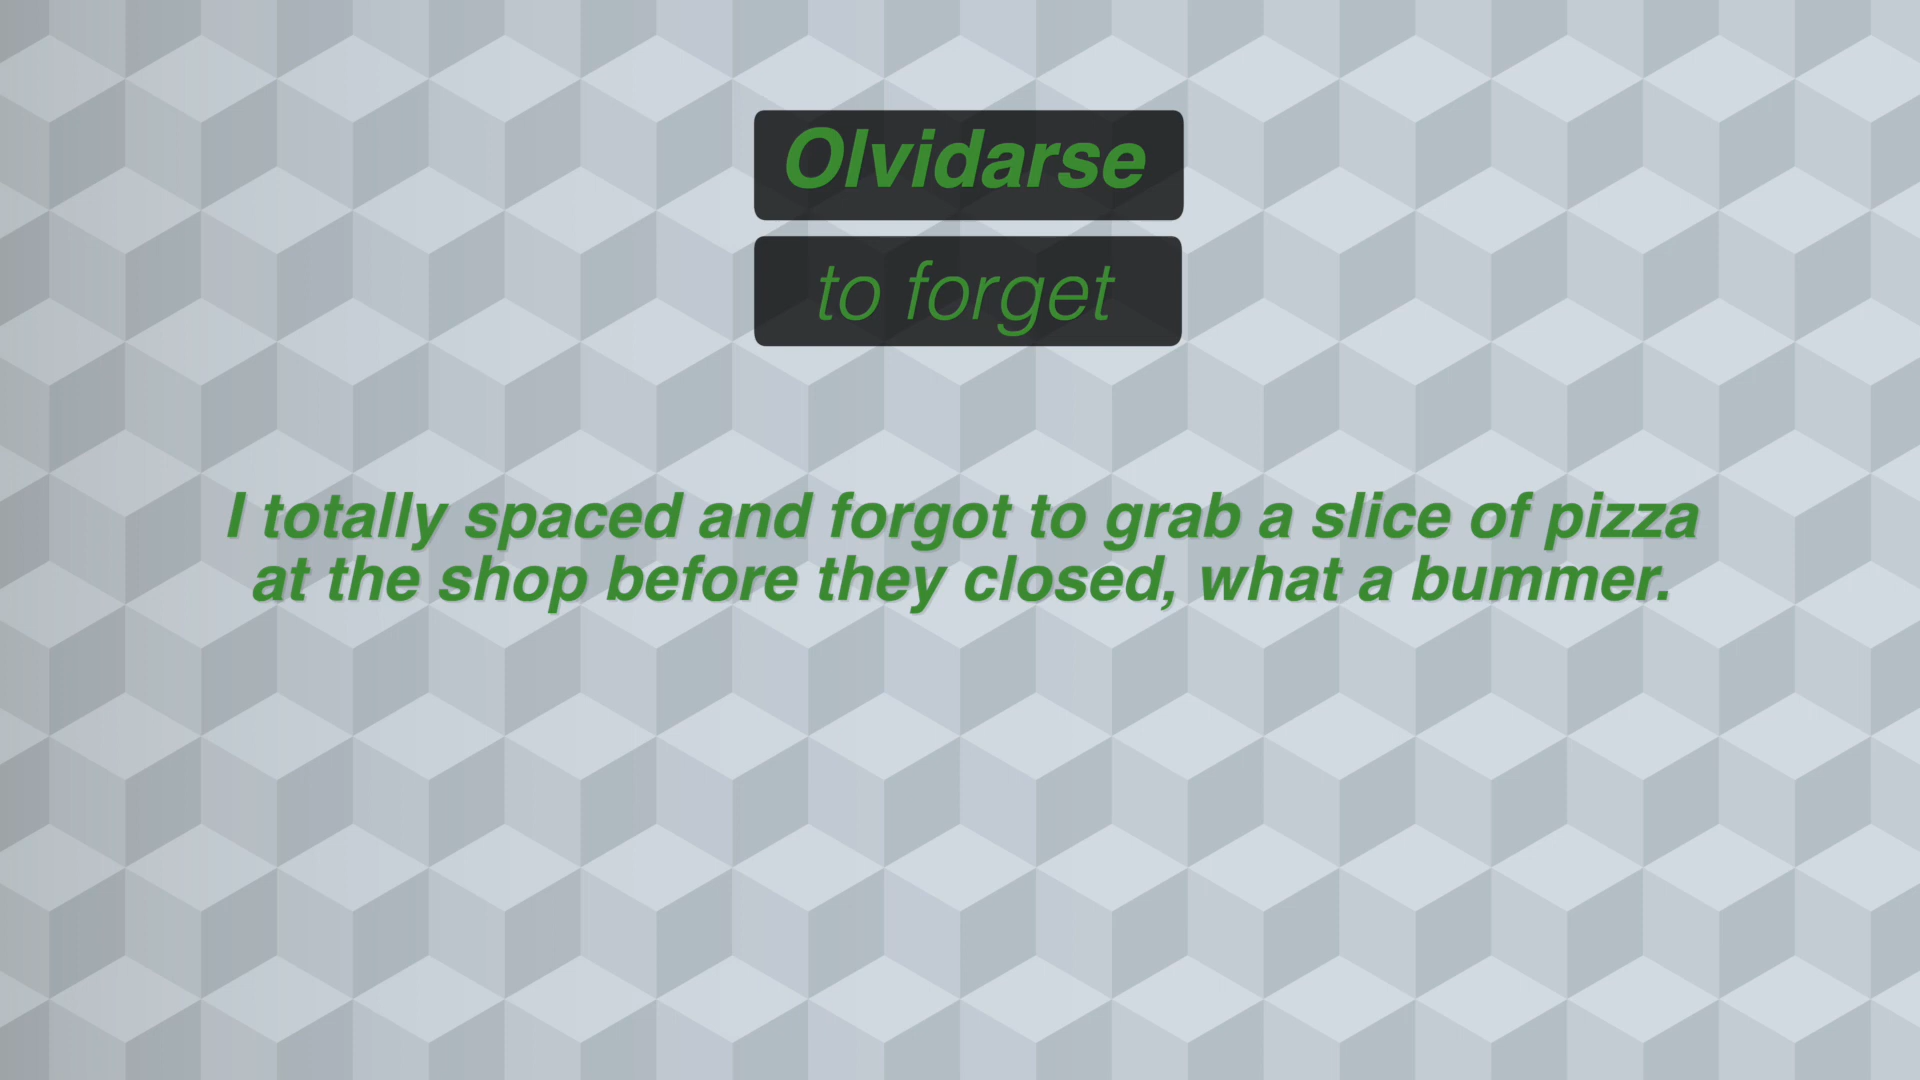 Olvidarse
to forget
I totally spaced and forgot to grab a slice of pizza
at the shop before they closed, what a bummer.